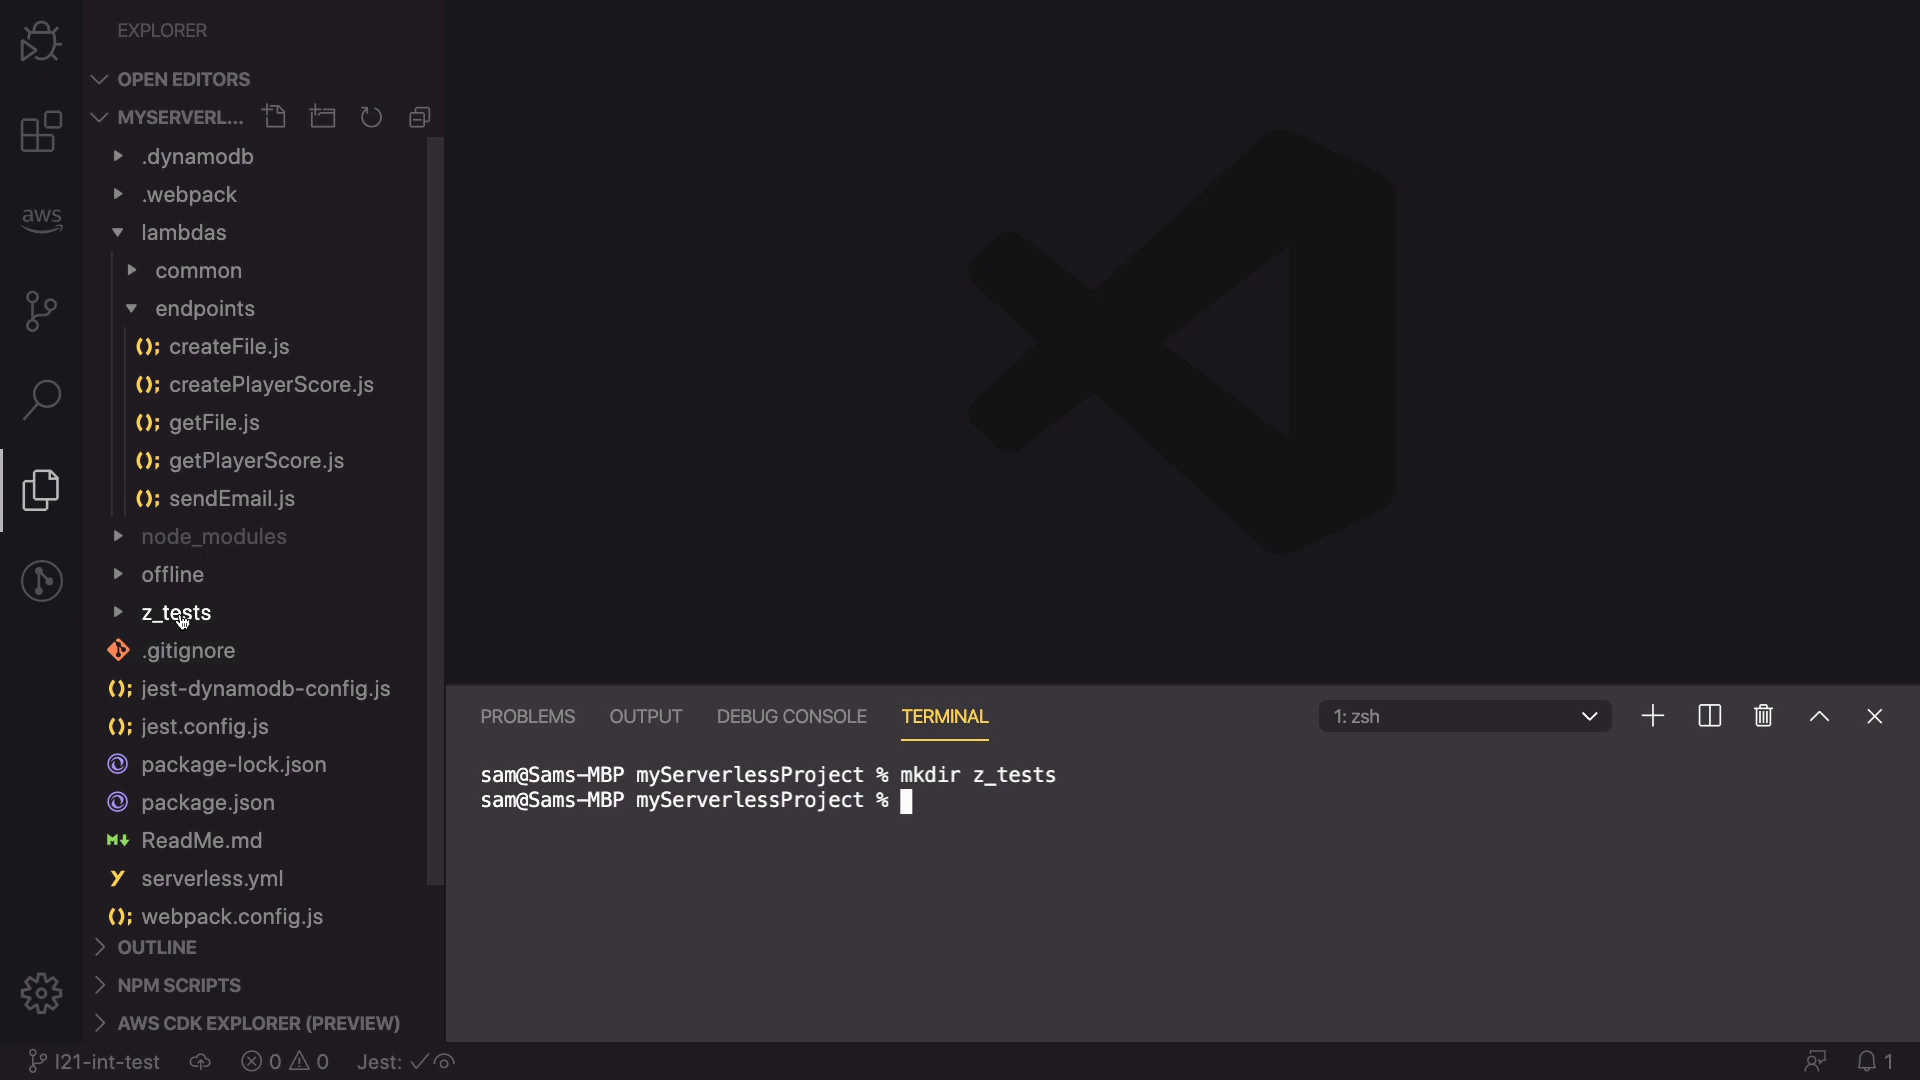 EXPLORER
OPEN EDITORS
MYSERVERL...
.dynamodb
.webpack
aws
lambdas
common
endpoints
(); createFile.js
(); createPlayerScore.js
(); getFile.js
(); getPlayerScore.js
(); sendEmail.js
node_modules
offline
z_tests
.gitignore
(); jest-dynamodb-config.js
(); jest.config.js
package-lock.json
package.json
M ReadMe.md
Y serverless.yml
(); webpack.config.js
OUTLINE
NPM SCRIPTS
AWS CDK EXPLORER (PREVIEW)
PROBLEMS OUTPUT DEBUG CONSOLE TERMINAL 1: zsh
sam@Sams-MBP myServerlessProject % mkdir z_tests
sam@Sams-MBP myServerlessProject %
l21-int-test 0 0 Jest: 1